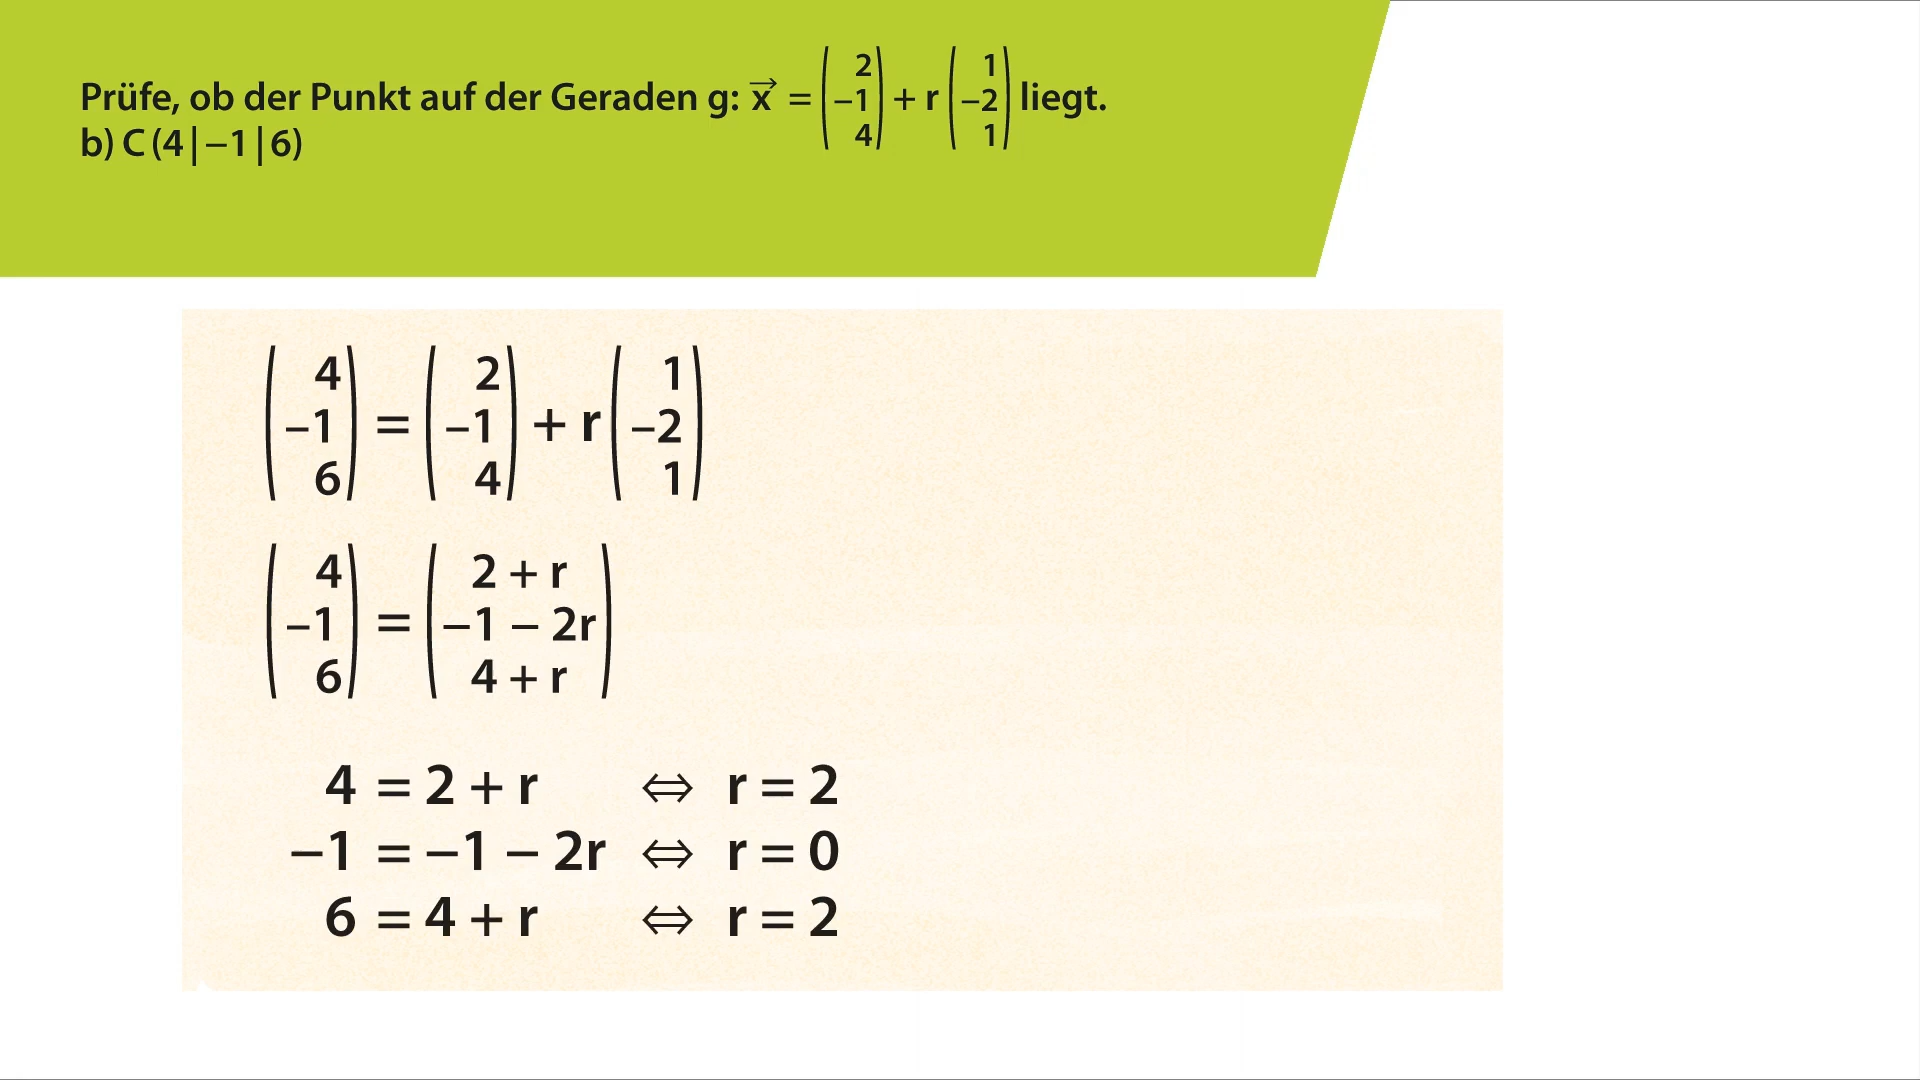 Prüfe, ob der Punkt auf der Geraden g: x⃗ = (2 −1 4) + r (1 −2 1) liegt.
b) C (4 | −1 | 6)
(4 −1 6) = (2 −1 4) + r (1 −2 1)
(4 −1 6) = (2 + r −1 − 2r 4 + r)
4 = 2 + r ⇔ r = 2
−1 = −1 − 2r ⇔ r = 0
6 = 4 + r ⇔ r = 2